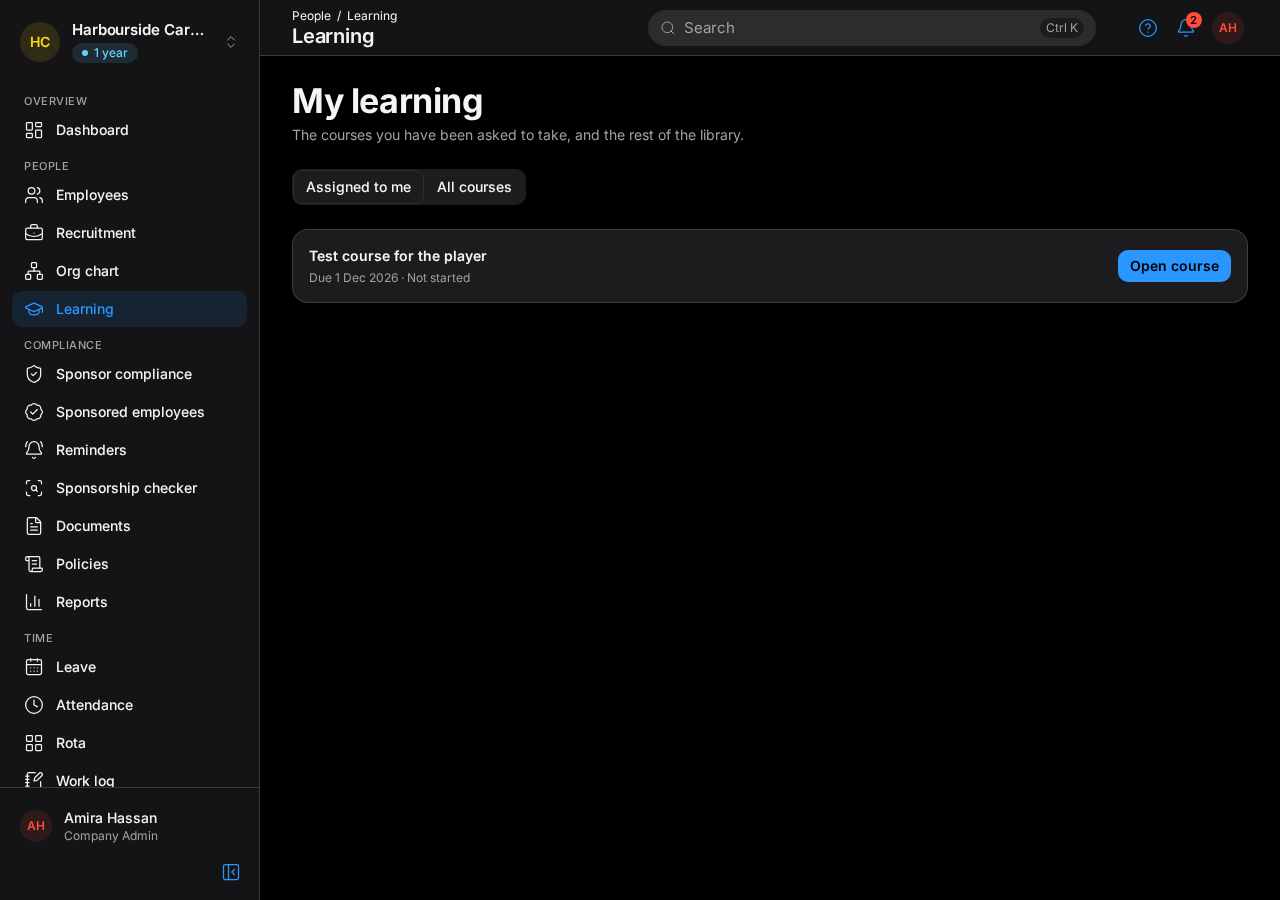 HC
Harbourside Car...
1 year
OVERVIEW
Dashboard
PEOPLE
Employees
Recruitment
Org chart
Learning
COMPLIANCE
Sponsor compliance
Sponsored employees
Reminders
Sponsorship checker
Documents
Policies
Reports
TIME
Leave
Attendance
Rota
Work log
AH
Amira Hassan
Company Admin
People / Learning
Learning
Search
Ctrl K
2
AH
My learning
The courses you have been asked to take, and the rest of the library.
Assigned to me
All courses
Test course for the player
Due 1 Dec 2026 · Not started
Open course